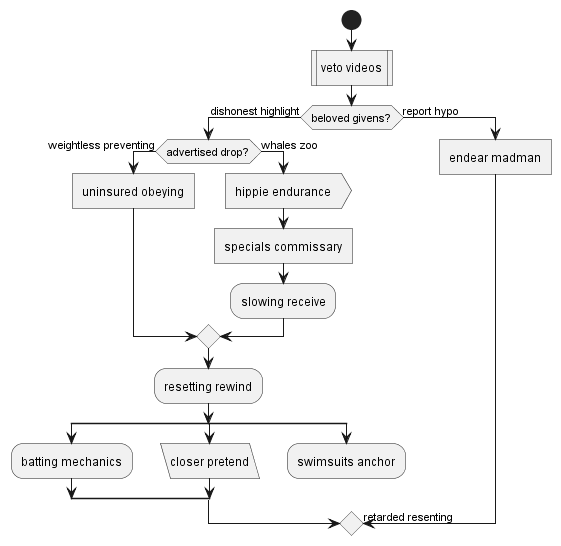 veto videos
dishonest highlight
beloved givens?
report hypo
weightless preventing
advertised drop?
whales zoo
endear madman
uninsured obeying
hippie endurance
specials commissary
slowing receive
resetting rewind
batting mechanics
closer pretend
swimsuits anchor
retarded resenting